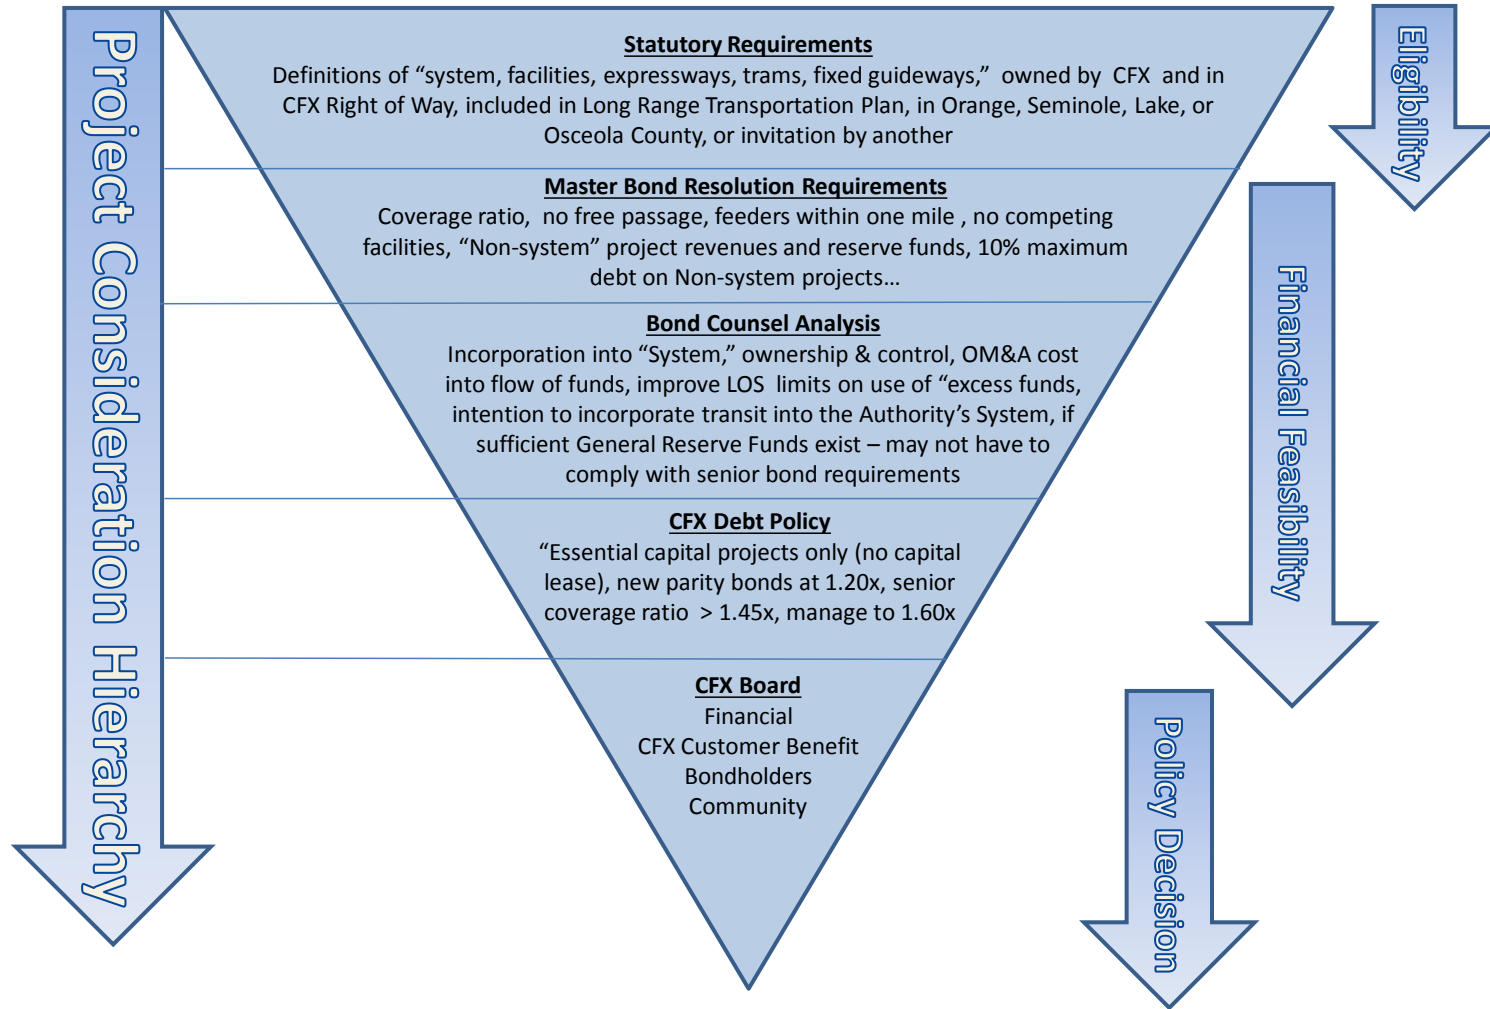 Project Consideration Hierarchy
Statutory Requirements
Definitions of “system, facilities, expressways, trams, fixed guideways,” owned by CFX and in
CFX Right of Way, included in Long Range Transportation Plan, in Orange, Seminole, Lake, or
Osceola County, or invitation by another
Master Bond Resolution Requirements
Coverage ratio, no free passage, feeders within one mile , no competing
facilities, “Non-system” project revenues and reserve funds, 10% maximum
debt on Non-system projects…
Bond Counsel Analysis
Incorporation into “System,” ownership & control, OM&A cost
into flow of funds, improve LOS limits on use of “excess funds,
intention to incorporate transit into the Authority’s System, if
sufficient General Reserve Funds exist – may not have to
comply with senior bond requirements
CFX Debt Policy
“Essential capital projects only (no capital
lease), new parity bonds at 1.20x, senior
coverage ratio > 1.45x, manage to 1.60x
CFX Board
Financial
CFX Customer Benefit
Bondholders
Community
Eligibility
Financial Feasibility
Policy Decision